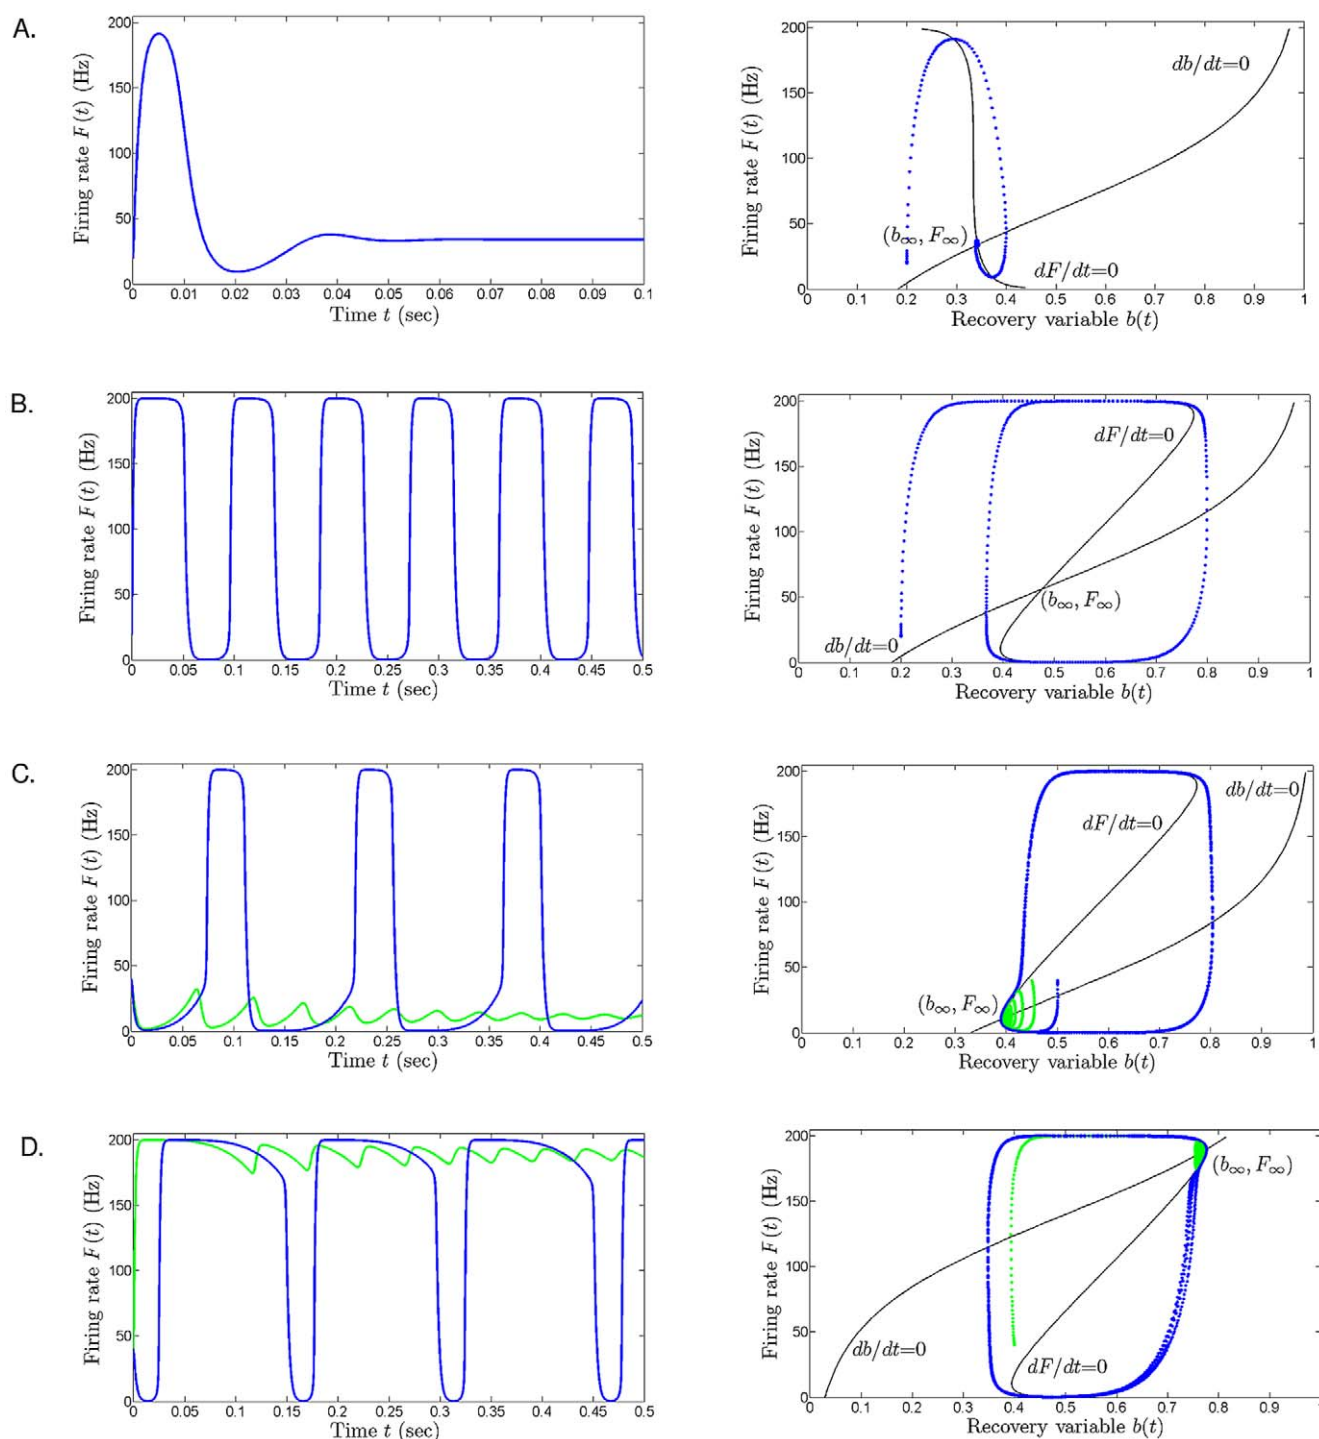 A.
Firing rate F(t) (Hz)
200
150
100
50
0
0 0.01 0.02 0.03 0.04 0.05 0.06 0.07 0.08 0.09 0.1
Time t (sec)
Firing rate F(t) (Hz)
200
150
100
50
0
db/dt=0
(b∞, F∞)
dF/dt=0
0 0.1 0.2 0.3 0.4 0.5 0.6 0.7 0.8 0.9 1
Recovery variable b(t)
B.
Firing rate F(t) (Hz)
200
150
100
50
0
0 0.05 0.1 0.15 0.2 0.25 0.3 0.35 0.4 0.45 0.5
Time t (sec)
Firing rate F(t) (Hz)
200
150
100
50
0
dF/dt=0
(b∞, F∞)
db/dt=0
0 0.1 0.2 0.3 0.4 0.5 0.6 0.7 0.8 0.9 1
Recovery variable b(t)
C.
Firing rate F(t) (Hz)
200
150
100
50
0
0 0.05 0.1 0.15 0.2 0.25 0.3 0.35 0.4 0.45 0.5
Time t (sec)
Firing rate F(t) (Hz)
200
150
100
50
0
db/dt=0
dF/dt=0
(b∞, F∞)
0 0.1 0.2 0.3 0.4 0.5 0.6 0.7 0.8 0.9 1
Recovery variable b(t)
D.
Firing rate F(t) (Hz)
200
150
100
50
0
0 0.05 0.1 0.15 0.2 0.25 0.3 0.35 0.4 0.45 0.5
Time t (sec)
Firing rate F(t) (Hz)
200
150
100
50
0
(b∞, F∞)
db/dt=0
dF/dt=0
0 0.1 0.2 0.3 0.4 0.5 0.6 0.7 0.8 0.9 1
Recovery variable b(t)